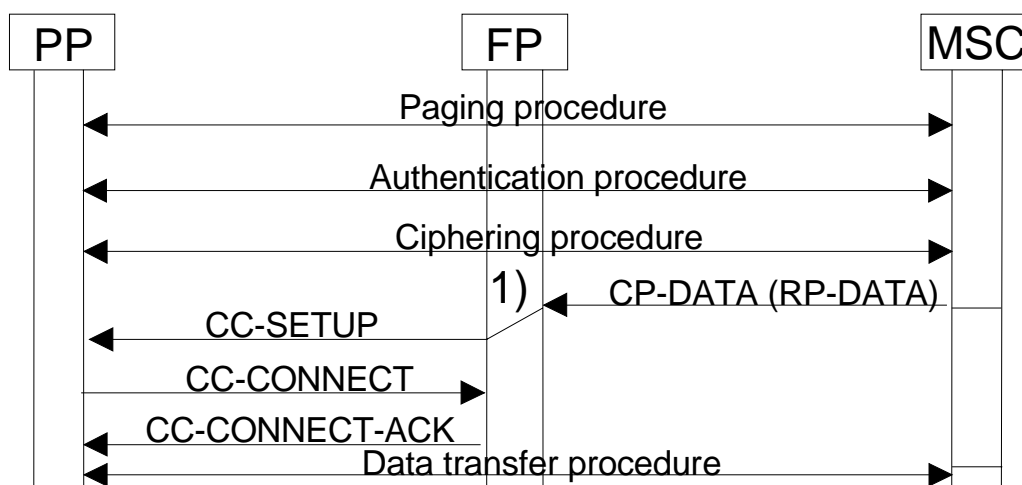 PP FP MSC
Paging procedure
Authentication procedure
Ciphering procedure
1) CP-DATA (RP-DATA)
CC-SETUP
CC-CONNECT
CC-CONNECT-ACK
Data transfer procedure